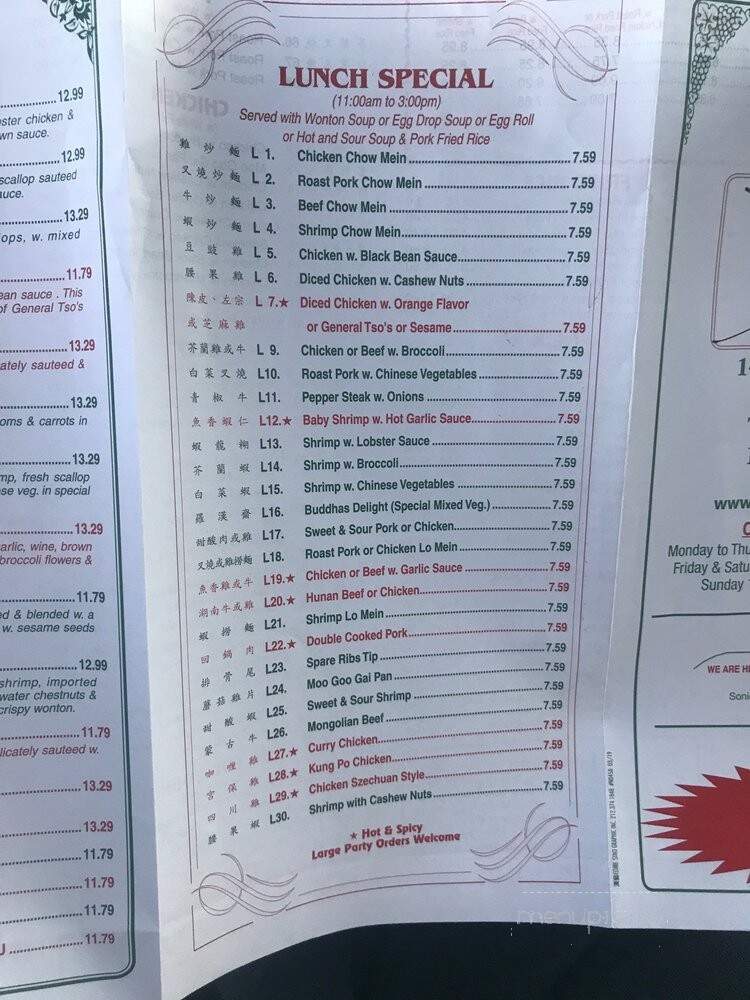 LUNCH SPECIAL
(11:00am to 3:00pm)
Served with Wonton Soup or Egg Drop Soup or Egg Roll
or Hot and Sour Soup & Pork Fried Rice
雞炒麵 L 1. Chicken Chow Mein 7.59
叉燒炒麵 L 2. Roast Pork Chow Mein 7.59
牛炒麵 L 3. Beef Chow Mein 7.59
蝦炒麵 L 4. Shrimp Chow Mein 7.59
豆豉雞 L 5. Chicken w. Black Bean Sauce 7.59
腰果雞 L 6. Diced Chicken w. Cashew Nuts 7.59
陳皮、左宗 L 7.★ Diced Chicken w. Orange Flavor
或芝麻雞 or General Tso's or Sesame 7.59
芥蘭雞或牛 L 9. Chicken or Beef w. Broccoli 7.59
白菜叉燒 L10. Roast Pork w. Chinese Vegetables 7.59
青椒牛 L11. Pepper Steak w. Onions 7.59
魚香蝦仁 L12.★ Baby Shrimp w. Hot Garlic Sauce 7.59
蝦龍糊 L13. Shrimp w. Lobster Sauce 7.59
芥蘭蝦 L14. Shrimp w. Broccoli 7.59
白菜蝦 L15. Shrimp w. Chinese Vegetables 7.59
羅漢齋 L16. Buddhas Delight (Special Mixed Veg.) 7.59
甜酸肉或雞 L17. Sweet & Sour Pork or Chicken 7.59
叉燒或雞撈麵 L18. Roast Pork or Chicken Lo Mein 7.59
魚香雞或牛 L19.★ Chicken or Beef w. Garlic Sauce 7.59
湖南牛或雞 L20.★ Hunan Beef or Chicken 7.59
蝦撈麵 L21. Shrimp Lo Mein 7.59
回鍋肉 L22.★ Double Cooked Pork 7.59
排骨尾 L23. Spare Ribs Tip 7.59
蘑菇雞片 L24. Moo Goo Gai Pan 7.59
甜酸蝦 L25. Sweet & Sour Shrimp 7.59
蒙古牛 L26. Mongolian Beef 7.59
咖喱雞 L27.★ Curry Chicken 7.59
宮保雞 L28.★ Kung Po Chicken 7.59
四川雞 L29.★ Chicken Szechuan Style 7.59
腰果蝦 L30. Shrimp with Cashew Nuts 7.59
★ Hot & Spicy
Large Party Orders Welcome
12.99
ster chicken &
wn sauce.
12.99
scallop sauteed
auce.
13.29
ops, w. mixed
11.79
ean sauce . This
of General Tso's
13.29
ately sauteed &
13.29
oms & carrots in
13.29
mp, fresh scallop
se veg. in special
13.29
arlic, wine, brown
broccoli flowers &
11.79
ed & blended w. a
w. sesame seeds
12.99
shrimp, imported
water chestnuts &
crispy wonton.
11.79
licately sauteed w.
13.29
13.29
11.79
11.79
11.79
U 11.79
www
Monday to Thu
Friday & Satu
Sunday
WE ARE H
Soni